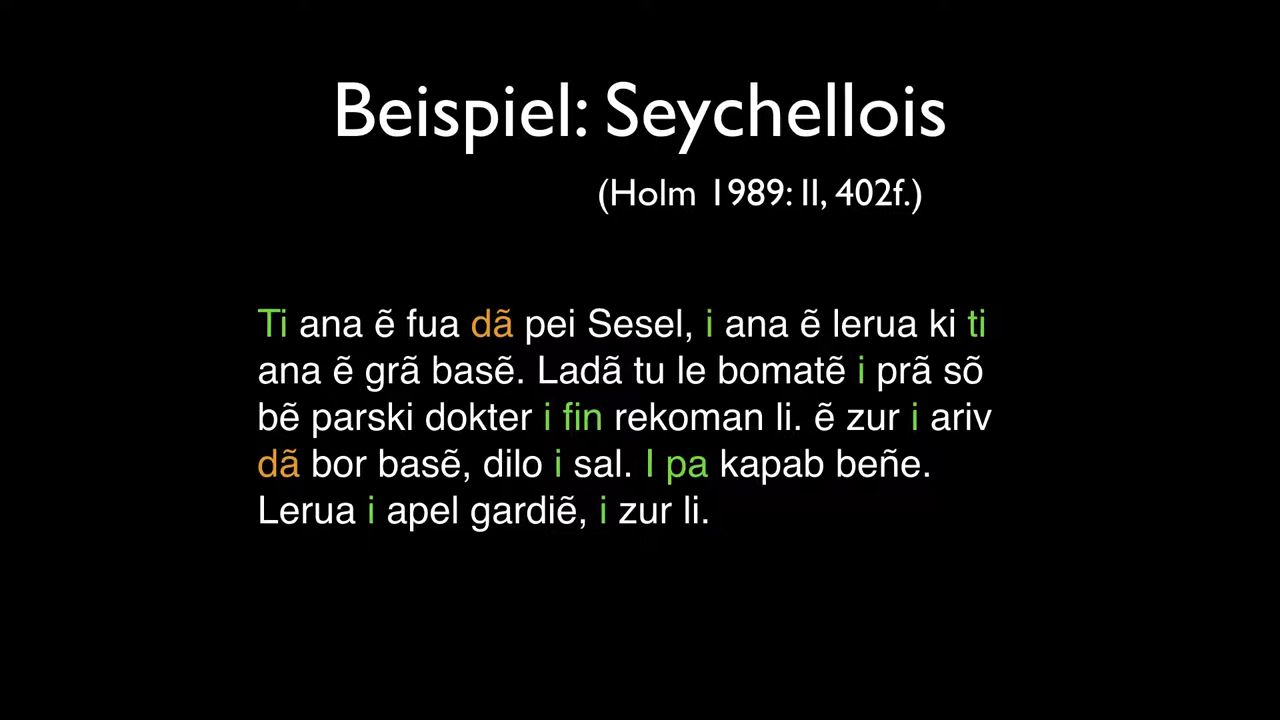 Beispiel: Seychellois
(Holm 1989: II, 402f.)
Ti ana ẽ fua dã pei Sesel, i ana ẽ lerua ki ti
ana ẽ grã basẽ. Ladã tu le bomatẽ i prã sõ
bẽ parski dokter i fin rekoman li. ẽ zur i ariv
dã bor basẽ, dilo i sal. I pa kapab beñe.
Lerua i apel gardiẽ, i zur li.